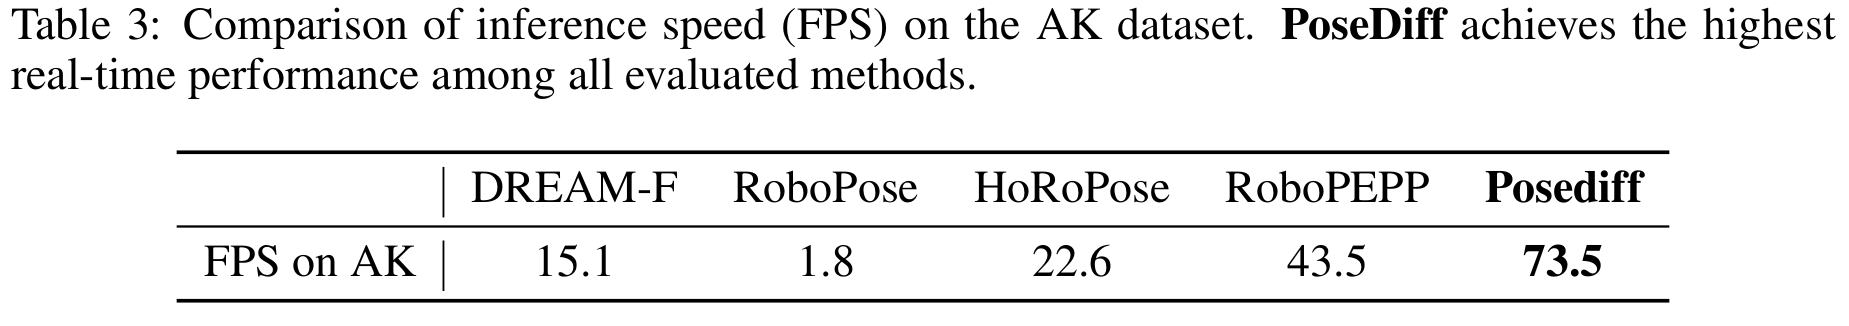 Table 3: Comparison of inference speed (FPS) on the AK dataset. PoseDiff achieves the highest
real-time performance among all evaluated methods.
DREAM-F RoboPose HoRoPose RoboPEPP Posediff
FPS on AK 15.1 1.8 22.6 43.5 73.5